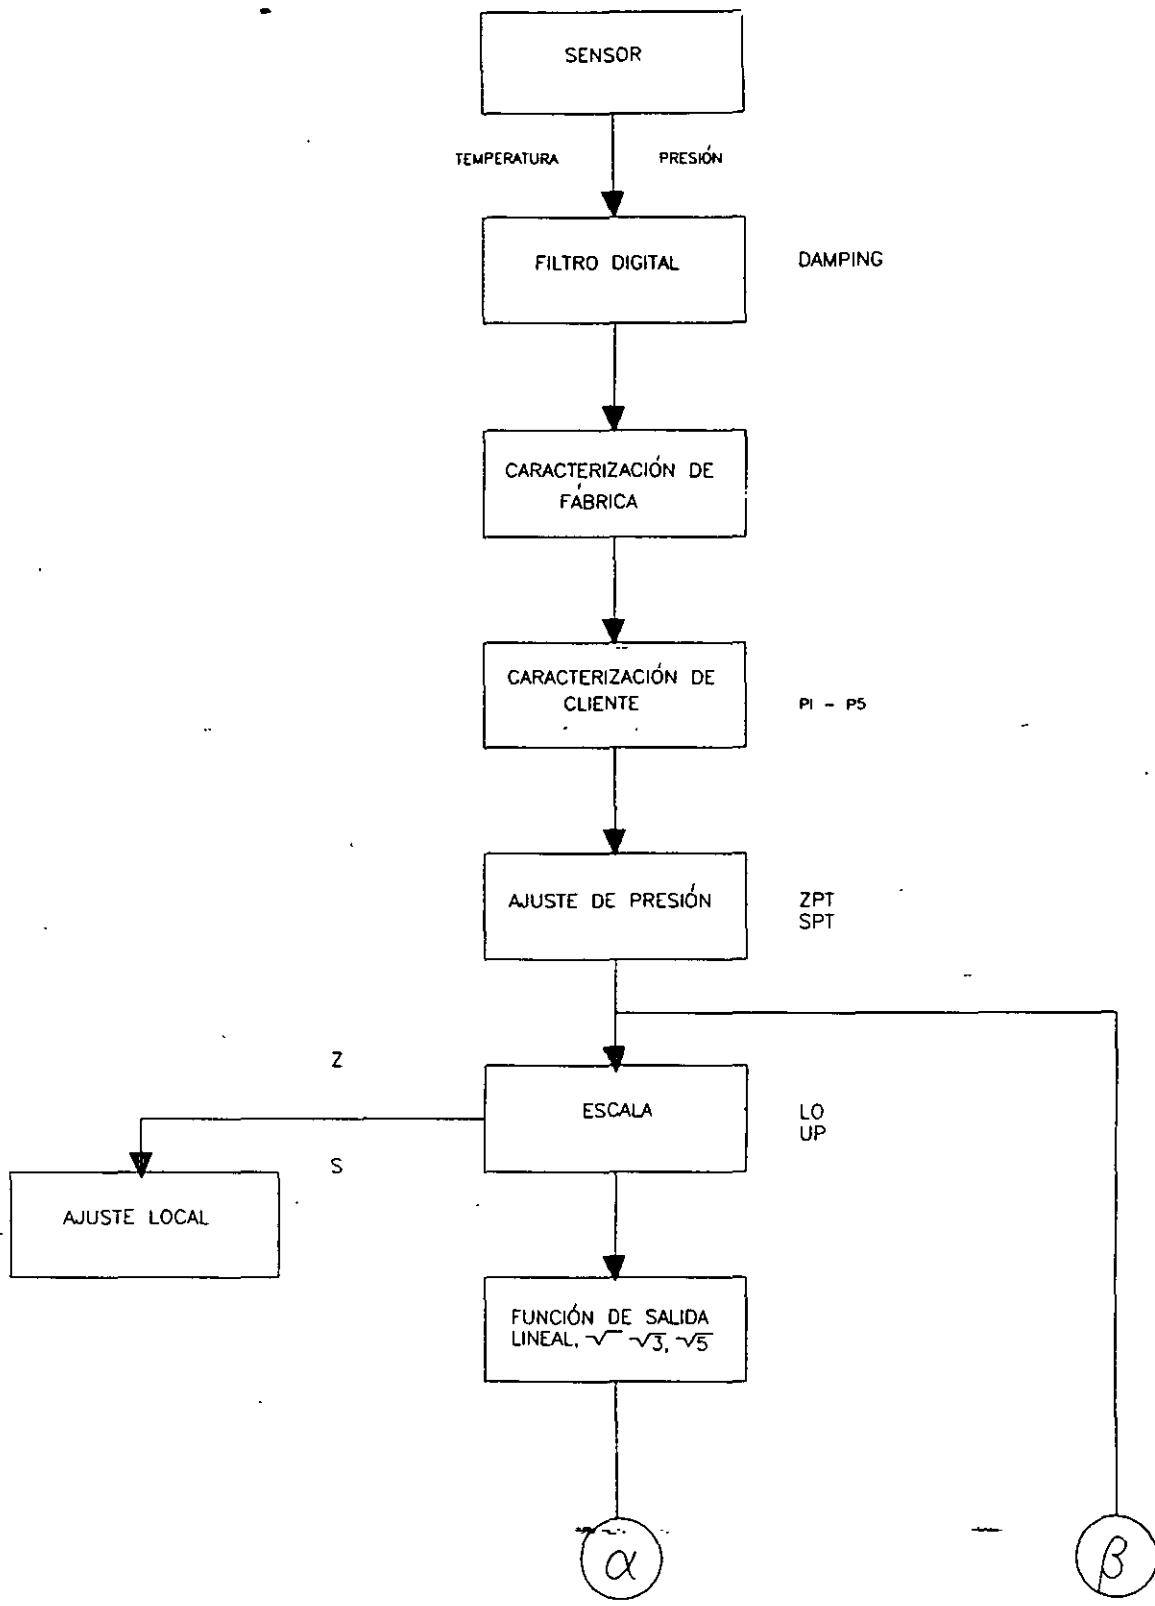 SENSOR
TEMPERATURA
PRESIÓN
FILTRO DIGITAL
DAMPING
CARACTERIZACIÓN DE
FÁBRICA
CARACTERIZACIÓN DE
CLIENTE
P1 - P5
AJUSTE DE PRESIÓN
ZPT
SPT
Z
ESCALA
LO
UP
S
AJUSTE LOCAL
FUNCIÓN DE SALIDA
LINEAL, √ √3, √5
α
β